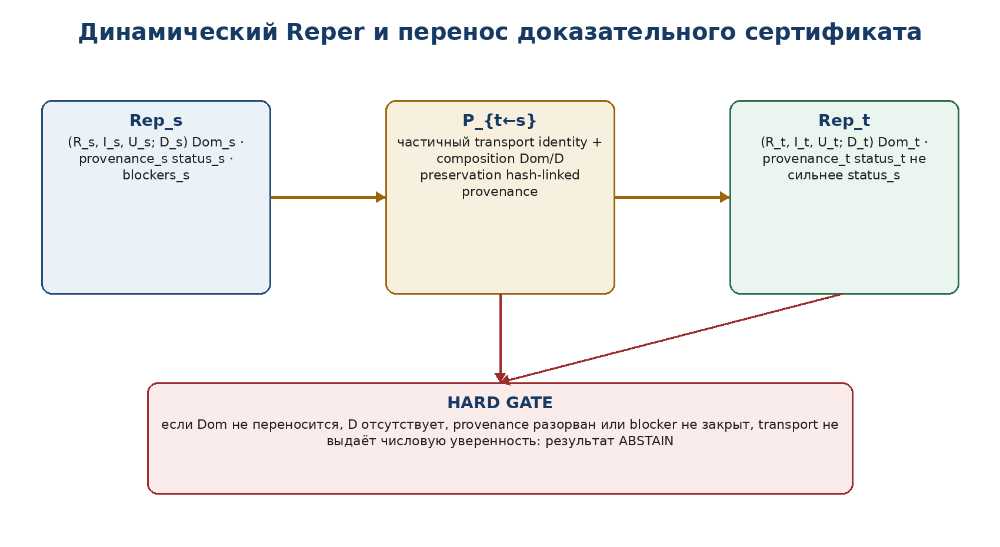 Динамический Reper и перенос доказательного сертификата
Rep_s
(R_s, I_s, U_s; D_s) Dom_s ·
provenance_s status_s ·
blockers_s
P_{t←s}
частичный transport identity +
composition Dom/D
preservation hash-linked
provenance
Rep_t
(R_t, I_t, U_t; D_t) Dom_t ·
provenance_t status_t не
сильнее status_s
HARD GATE
если Dom не переносится, D отсутствует, provenance разорван или blocker не закрыт, transport не
выдаёт числовую уверенность: результат ABSTAIN